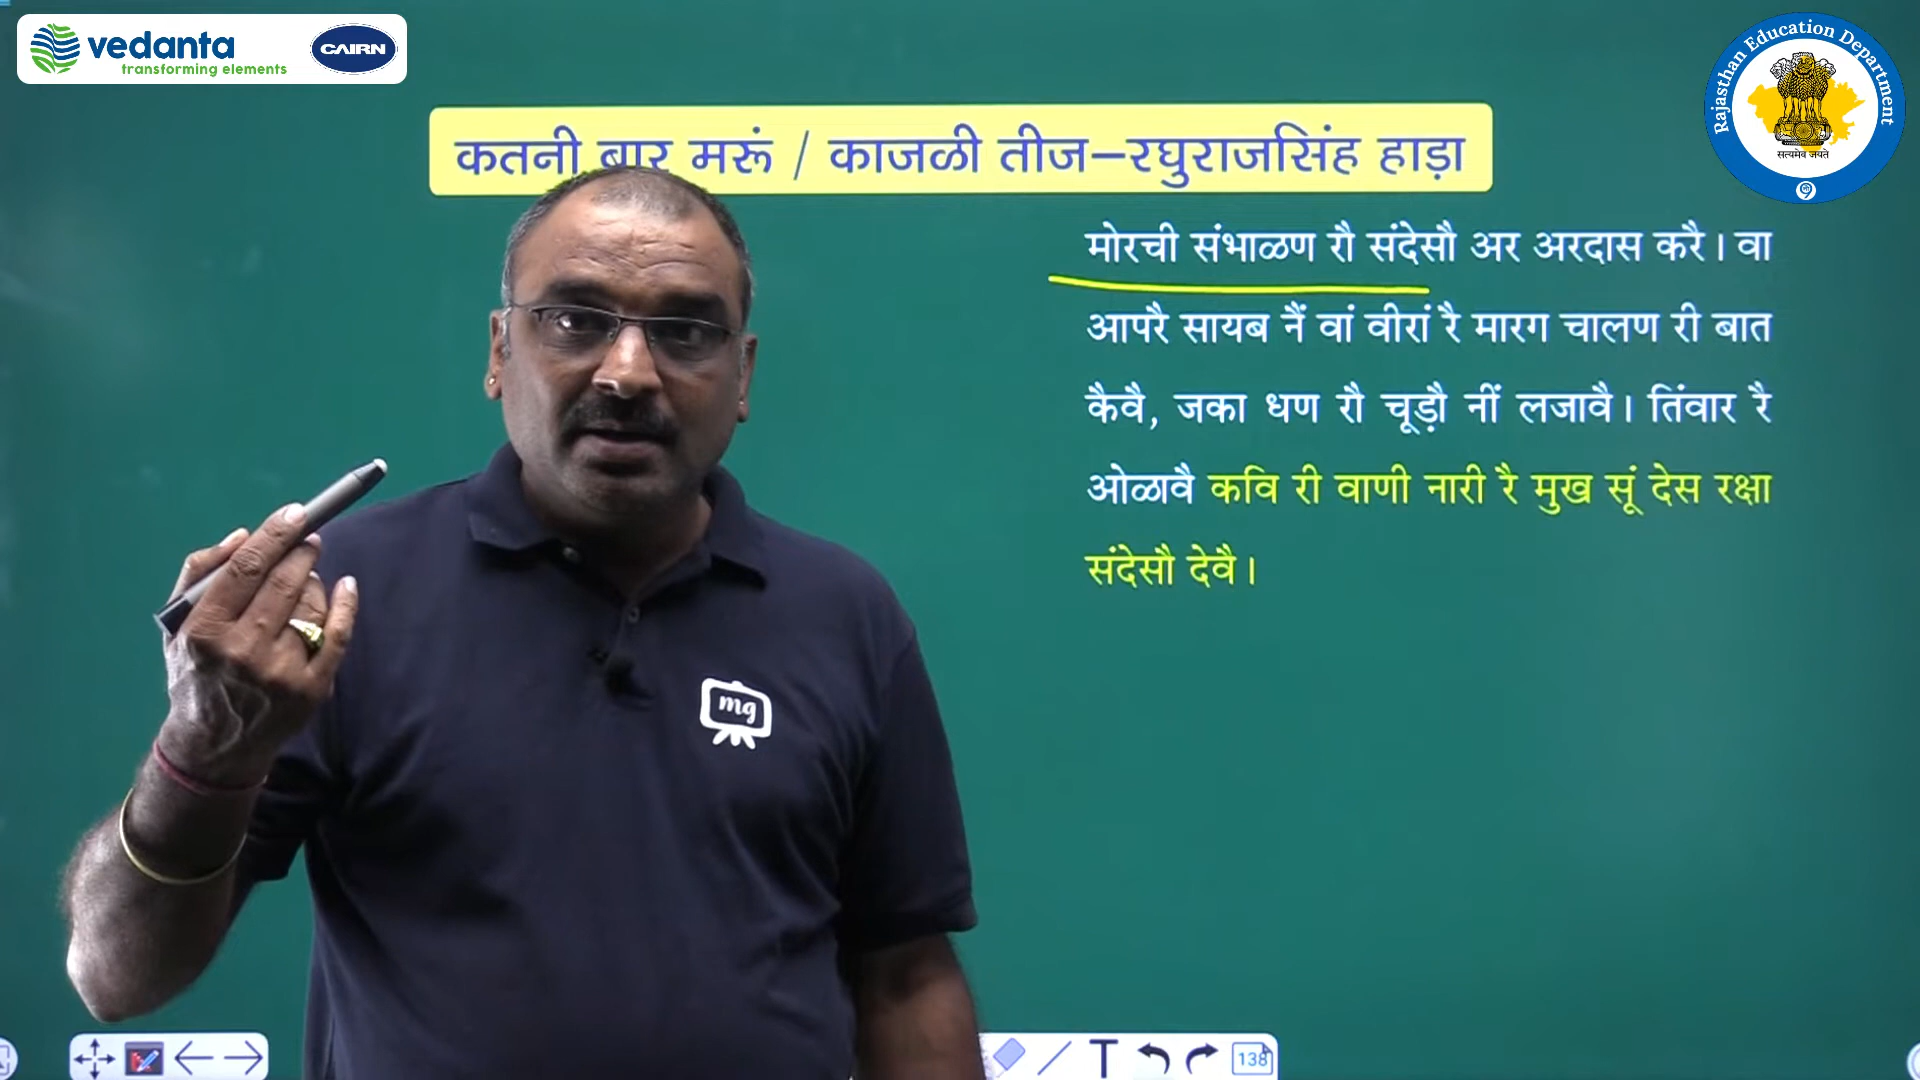 vedanta
transforming elements
CAIRN
Rajasthan Education Department
सत्यमेव जयते
कतनी बार मरूं / काजळी तीज–रघुराजसिंह हाड़ा
मोरची संभाळण रौ संदेसौ अर अरदास करै। वा
आपरै सायब नैं वां वीरां रै मारग चालण री बात
कैवै, जका धण रौ चूड़ौ नीं लजावै। तिंवार रै
ओळावै कवि री वाणी नारी रै मुख सूं देस रक्षा
संदेसौ देवै।
mg
T
138